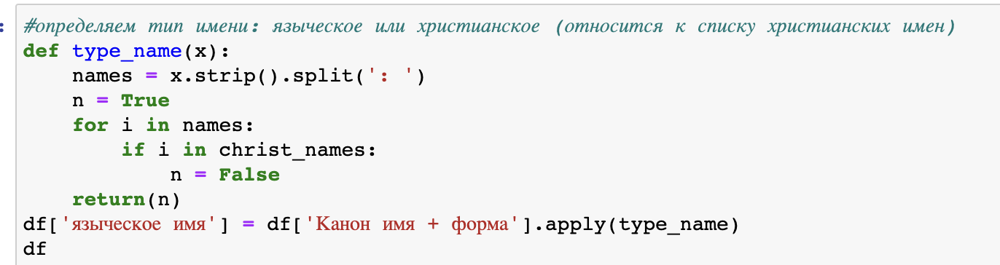 :
#определяем тип имени: языческое или христианское (относится к списку христианских имен)
def type_name(x):
    names = x.strip().split(': ')
    n = True
    for i in names:
        if i in christ_names:
            n = False
    return(n)
df['языческое имя'] = df['Канон имя + форма'].apply(type_name)
df